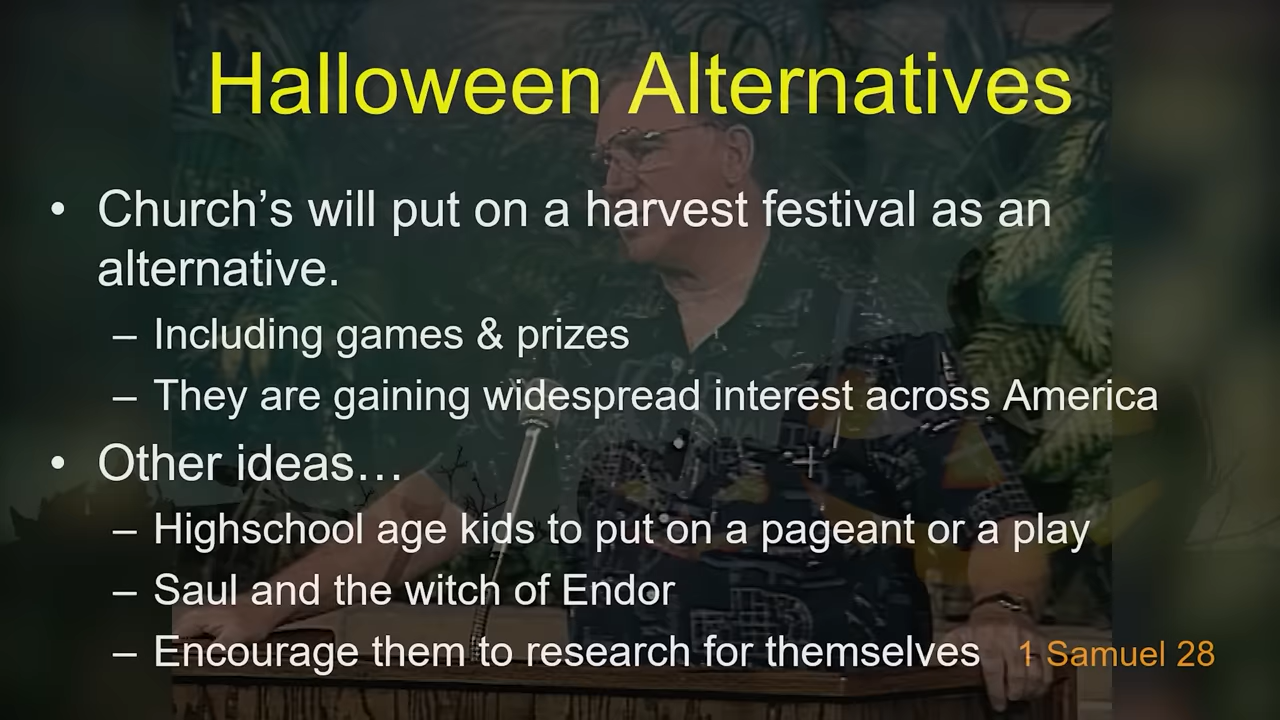 Halloween Alternatives
• Church’s will put on a harvest festival as an
alternative.
– Including games & prizes
– They are gaining widespread interest across America
• Other ideas…
– Highschool age kids to put on a pageant or a play
– Saul and the witch of Endor
– Encourage them to research for themselves 1 Samuel 28